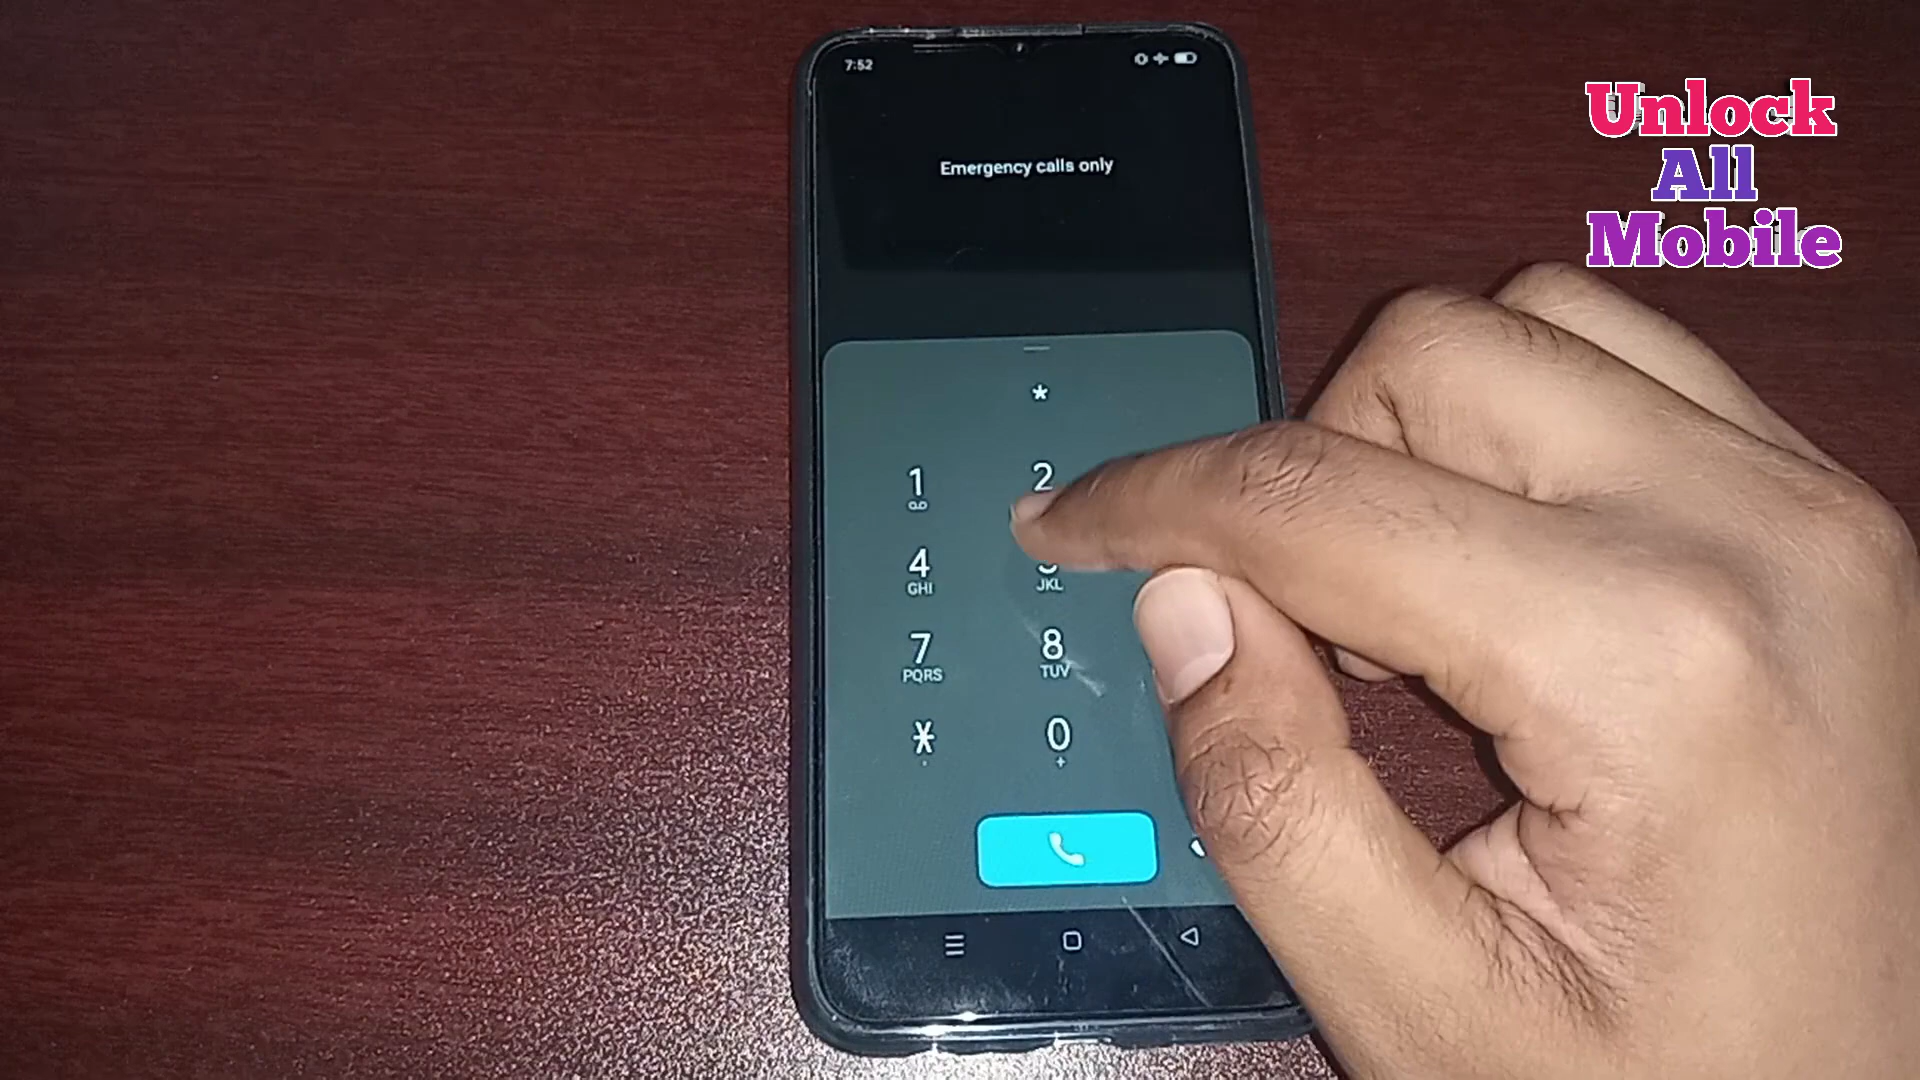 7:52
Unlock
All
Mobile
Emergency calls only
*
1 2
4
GHI JKL
7 8
PQRS TUV
* 0
+